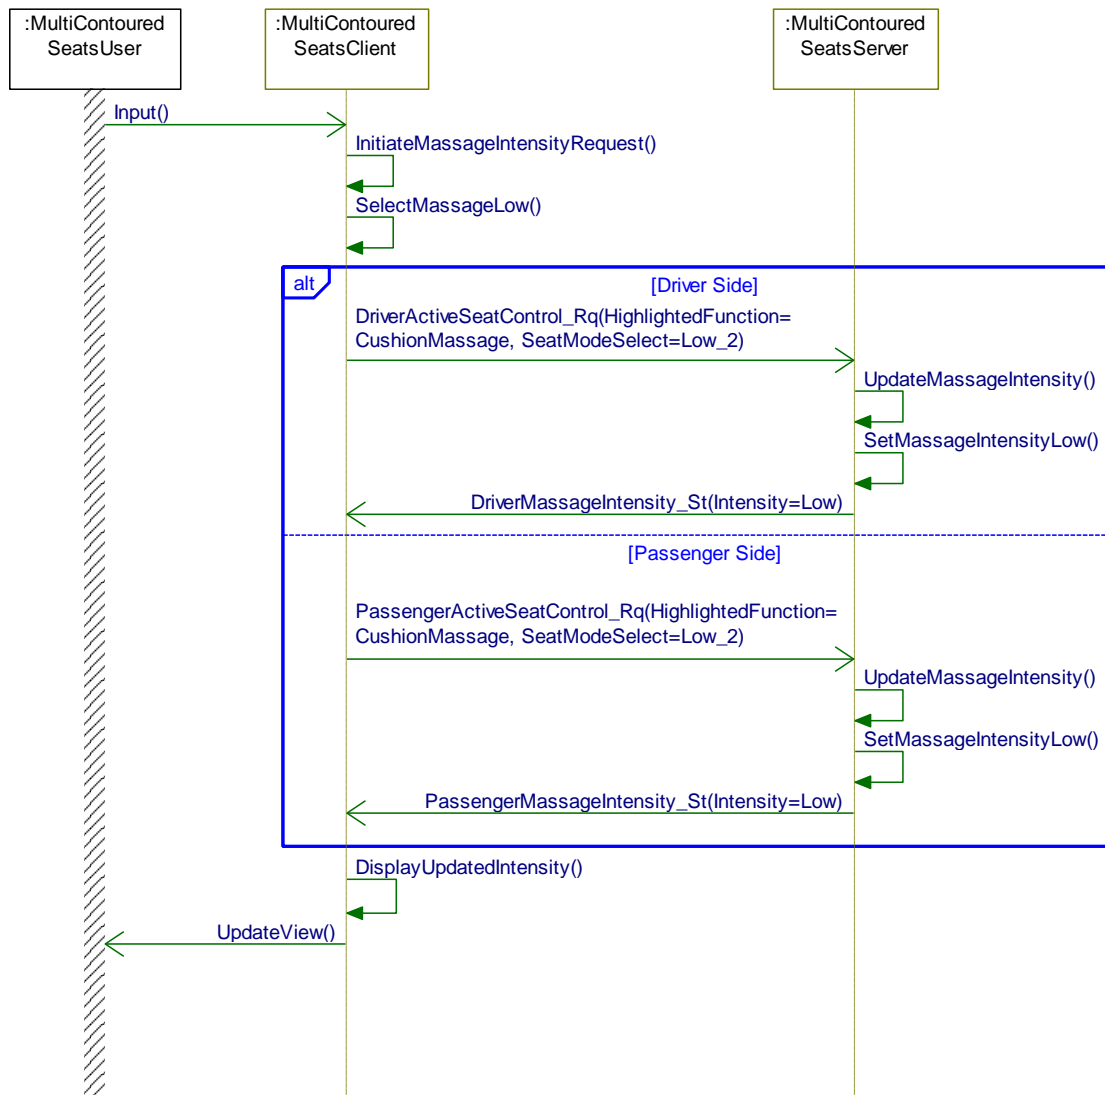 :MultiContoured
SeatsUser
:MultiContoured
SeatsClient
:MultiContoured
SeatsServer
Input()
InitiateMassageIntensityRequest()
SelectMassageLow()
alt
[Driver Side]
DriverActiveSeatControl_Rq(HighlightedFunction=
CushionMassage, SeatModeSelect=Low_2)
UpdateMassageIntensity()
SetMassageIntensityLow()
DriverMassageIntensity_St(Intensity=Low)
[Passenger Side]
PassengerActiveSeatControl_Rq(HighlightedFunction=
CushionMassage, SeatModeSelect=Low_2)
UpdateMassageIntensity()
SetMassageIntensityLow()
PassengerMassageIntensity_St(Intensity=Low)
DisplayUpdatedIntensity()
UpdateView()